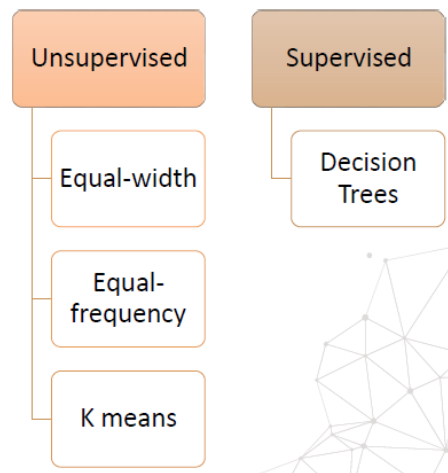 Unsupervised
Equal-width
Equal-
frequency
K means
Supervised
Decision
Trees